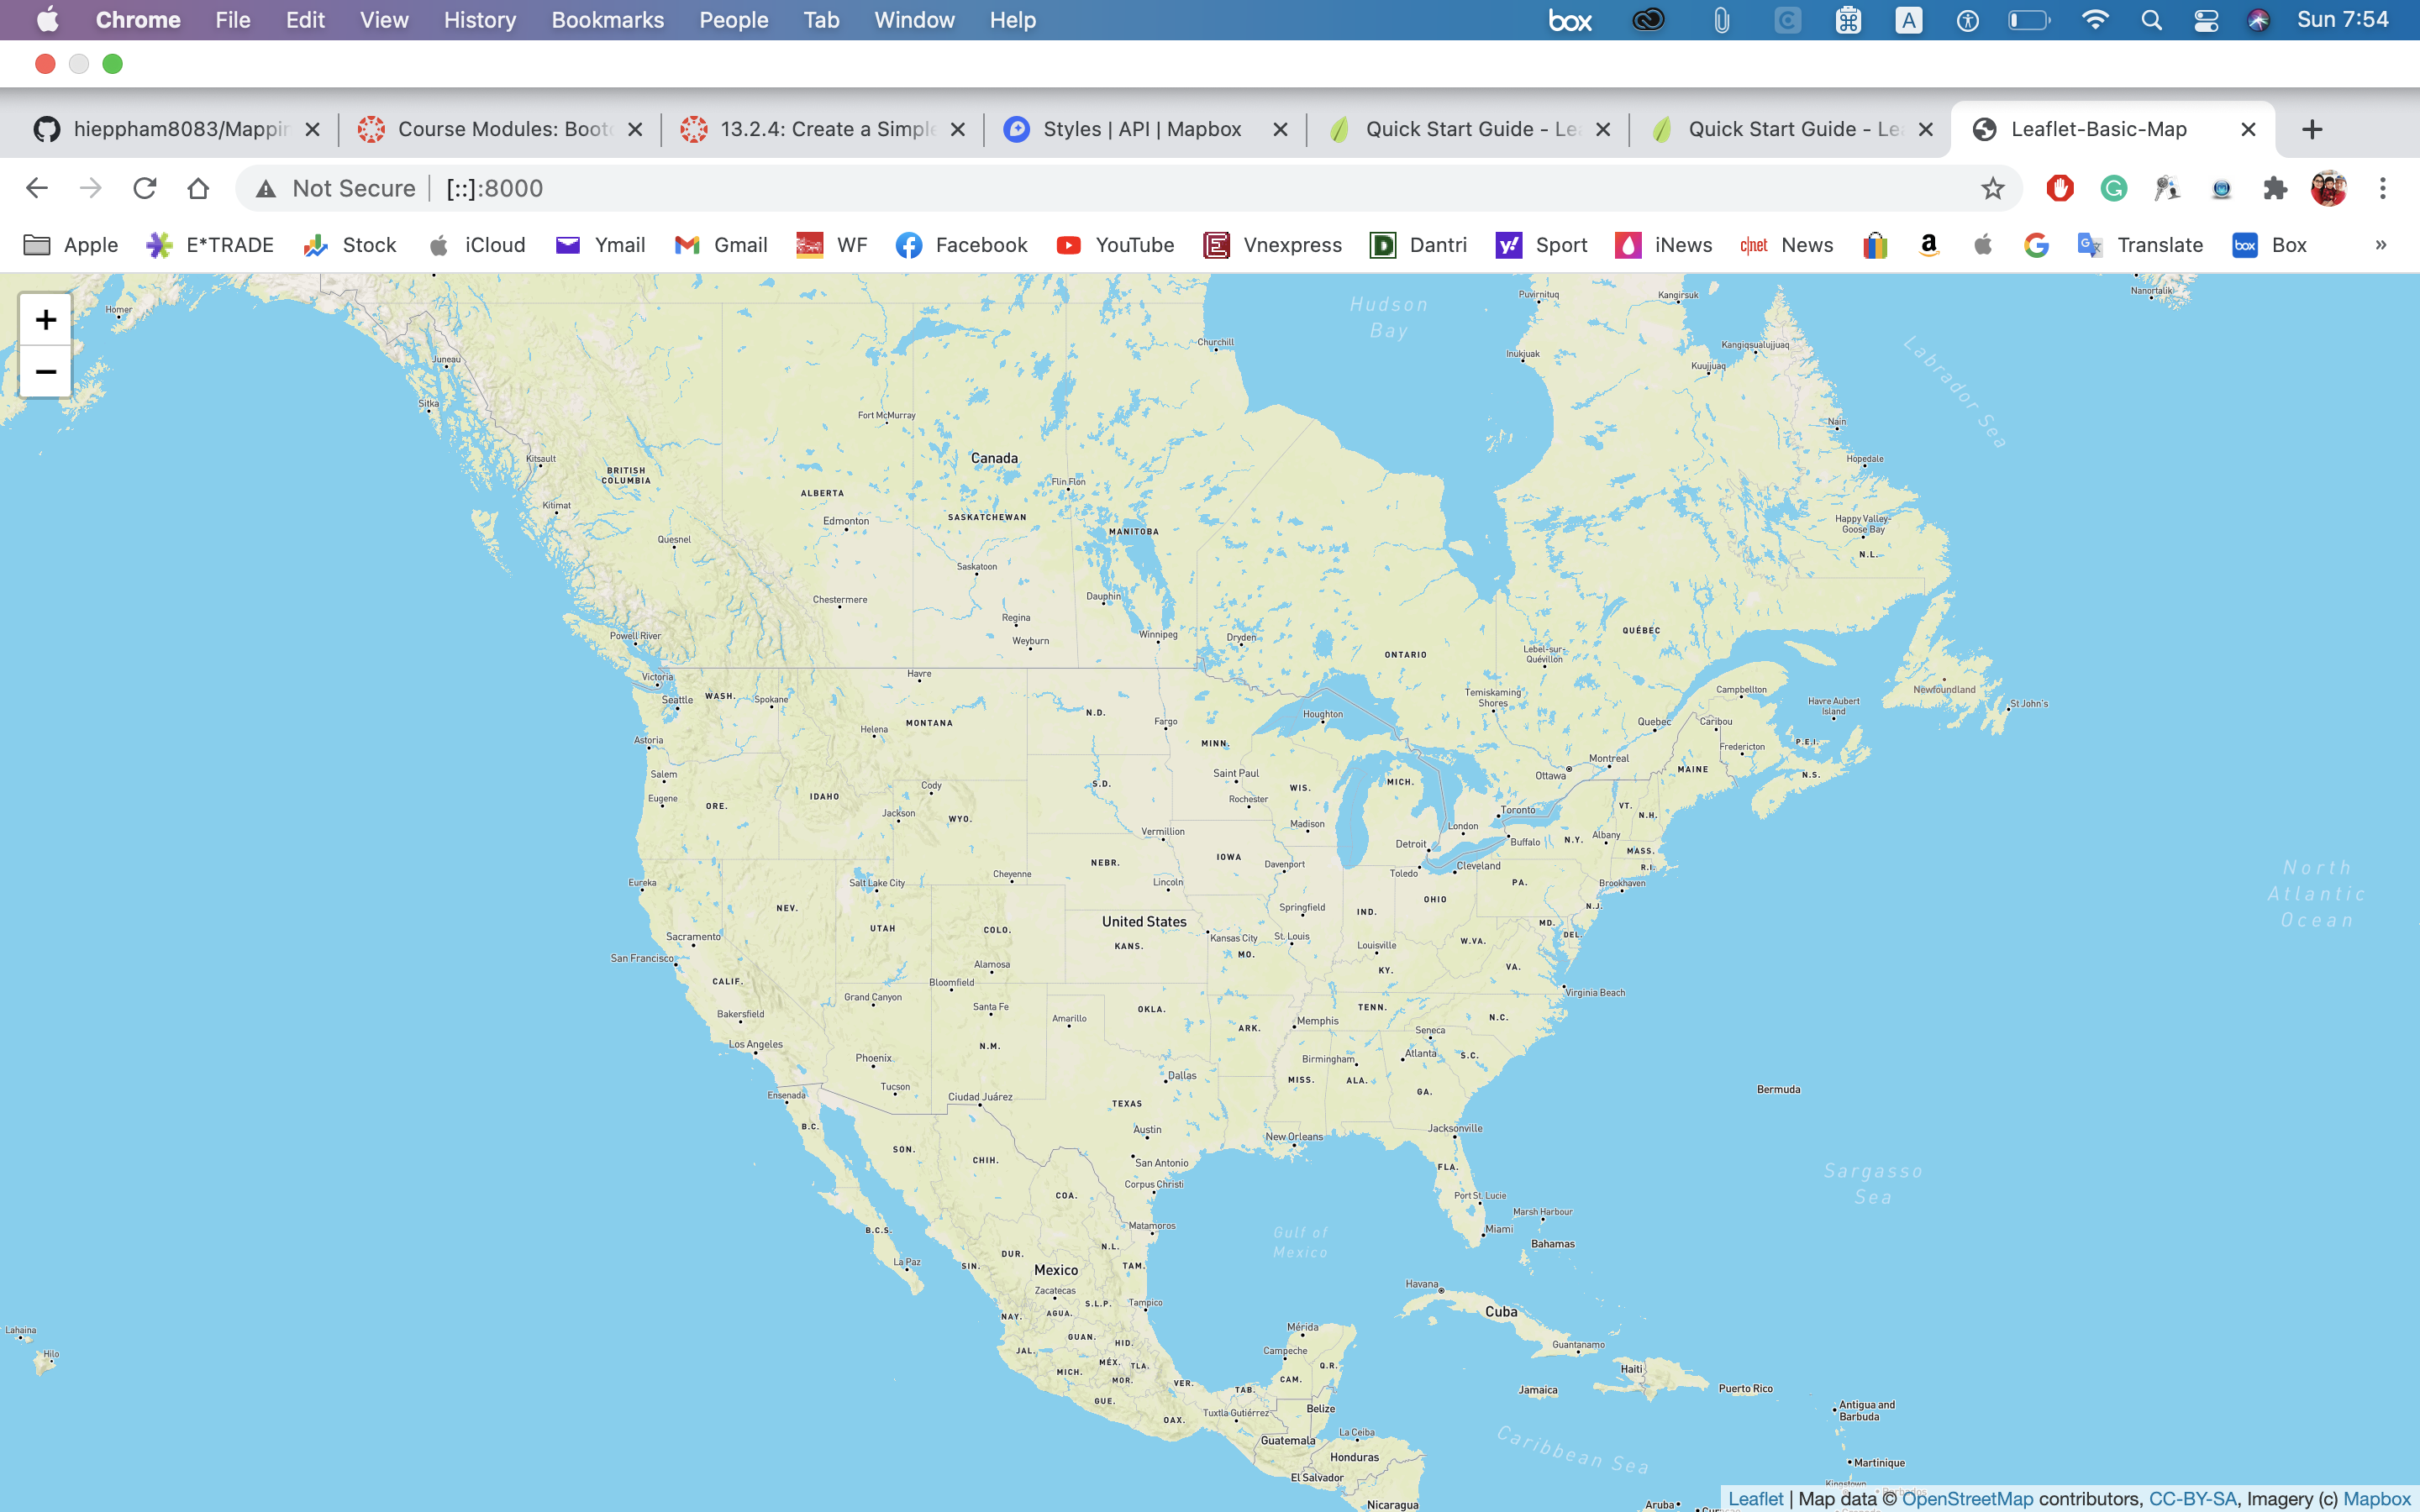 Chrome File Edit View History Bookmarks People Tab Window Help box A Sun 7:54
hieppham8083/Mappin Course Modules: Boot 13.2.4: Create a Simple Styles | API | Mapbox Quick Start Guide - Le Quick Start Guide - Le Leaflet-Basic-Map
Not Secure [::]:8000
Apple E*TRADE Stock iCloud Ymail Gmail WF Facebook YouTube Vnexpress Dantri Sport iNews c|net News Translate box Box »
+
−
Homer
Hudson
Bay
Puvirnituq
Kangirsuk
Nanortalik
Churchill
Juneau
Inukjuak
Kangiqsualujjuaq
Kuujjuaq
Labrador Sea
Sitka
Fort McMurray
Nain
Kitsault
BRITISH
COLUMBIA
Canada
Hopedale
Flin Flon
ALBERTA
Kitimat
Edmonton
SASKATCHEWAN
MANITOBA
Happy Valley-
Goose Bay
Quesnel
N.L.
Saskatoon
Chestermere
Dauphin
Regina
Powell River
Weyburn
Winnipeg
Dryden
QUÉBEC
ONTARIO
Lebel-sur-
Quévillon
Victoria
Havre
Seattle
WASH.
Spokane
Temiskaming
Shores
Campbellton
Newfoundland
Havre Aubert
Island
St John's
N.D.
Houghton
Helena
MONTANA
Fargo
Quebec
Caribou
Astoria
MINN.
Fredericton
P.E.I.
Salem
Saint Paul
Montreal
Ottawa
MAINE
N.S.
Eugene
ORE.
IDAHO
Cody
S.D.
WIS.
MICH.
Rochester
Jackson
WYO.
Toronto
VT.
N.H.
Vermillion
Madison
London
Detroit
Buffalo
N.Y.
Albany
MASS.
NEBR.
IOWA
Davenport
Toledo
Cleveland
R.I.
North
Atlantic
Ocean
Eureka
Salt Lake City
Cheyenne
Lincoln
PA.
Brookhaven
NEV.
Springfield
IND.
OHIO
N.J.
UTAH
COLO.
United States
MD.
DEL.
Sacramento
KANS.
Kansas City
St. Louis
Louisville
W.VA.
San Francisco
MO.
Alamosa
KY.
VA.
CALIF.
Bloomfield
Grand Canyon
Virginia Beach
Santa Fe
OKLA.
TENN.
Bakersfield
Amarillo
ARK.
Memphis
N.C.
Seneca
Los Angeles
N.M.
Phoenix
Birmingham
Atlanta
S.C.
Tucson
Dallas
MISS.
ALA.
Ensenada
Ciudad Juárez
GA.
Bermuda
TEXAS
B.C.
Austin
New Orleans
Jacksonville
SON.
CHIH.
San Antonio
FLA.
Sargasso
Sea
Corpus Christi
COA.
Port St. Lucie
B.C.S.
Matamoros
Marsh Harbour
Miami
Gulf of
Mexico
N.L.
Bahamas
DUR.
La Paz
SIN.
Mexico
TAM.
Zacatecas
Havana
S.L.P.
Tampico
Cuba
NAY.
AGUA.
Lahaina
Mérida
GUAN.
HID.
Guantanamo
Hilo
JAL.
Campeche
MÉX.
TLA.
Q.R.
Haiti
MICH.
MOR.
VER.
CAM.
TAB.
Jamaica
Puerto Rico
GUE.
Tuxtla Gutiérrez
Belize
Antigua and
Barbuda
OAX.
La Ceiba
Guatemala
Caribbean Sea
Honduras
Martinique
El Salvador
Kingstown
Nicaragua
Aruba
Leaflet | Map data © OpenStreetMap contributors, CC-BY-SA, Imagery (c) Mapbox